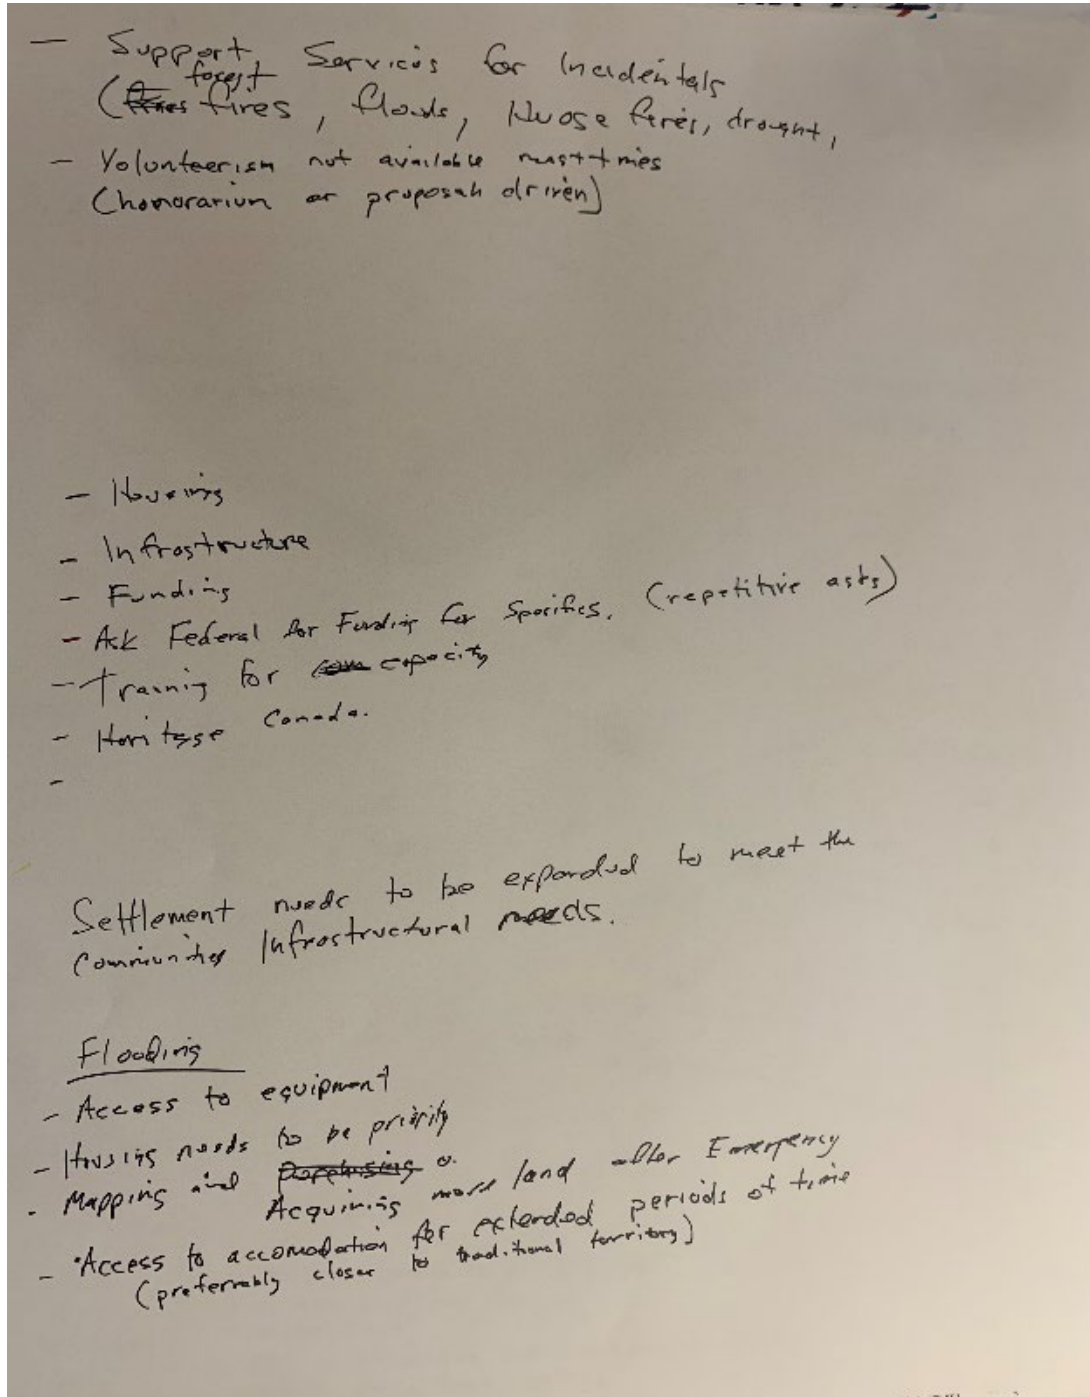 - Support Services for Incidentals
(forest fires, floods, House fires, drought,
- Volunteerism not available most times
(honorarium or proposal driven)
- Housing
- Infrastructure
- Funding
- Ask Federal for Funding for Specifics. (repetitive asks)
- Training for capacity
- Heritage Canada.
-
Settlement needs to be expanded to meet the
Communities Infrastructural needs.
Flooding
- Access to equipment
- Housing needs to be priority
- Mapping and Purchasing
Acquiring more land after Emergency
- Access to accomodation for extended periods of time
(preferrably closer to traditional territory)